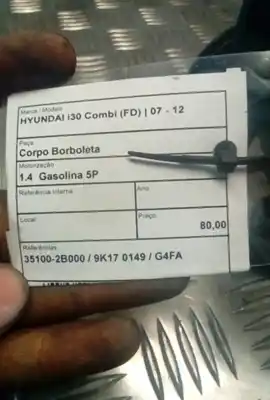 Marca / Modelo
HYUNDAI i30 Combi (FD) | 07 - 12
Peça
Corpo Borboleta
Motorização
1.4 Gasolina 5P
Referência Interna
Ano
Local
Preço
80,00
Referências
35100-2B000 / 9K17 0149 / G4FA